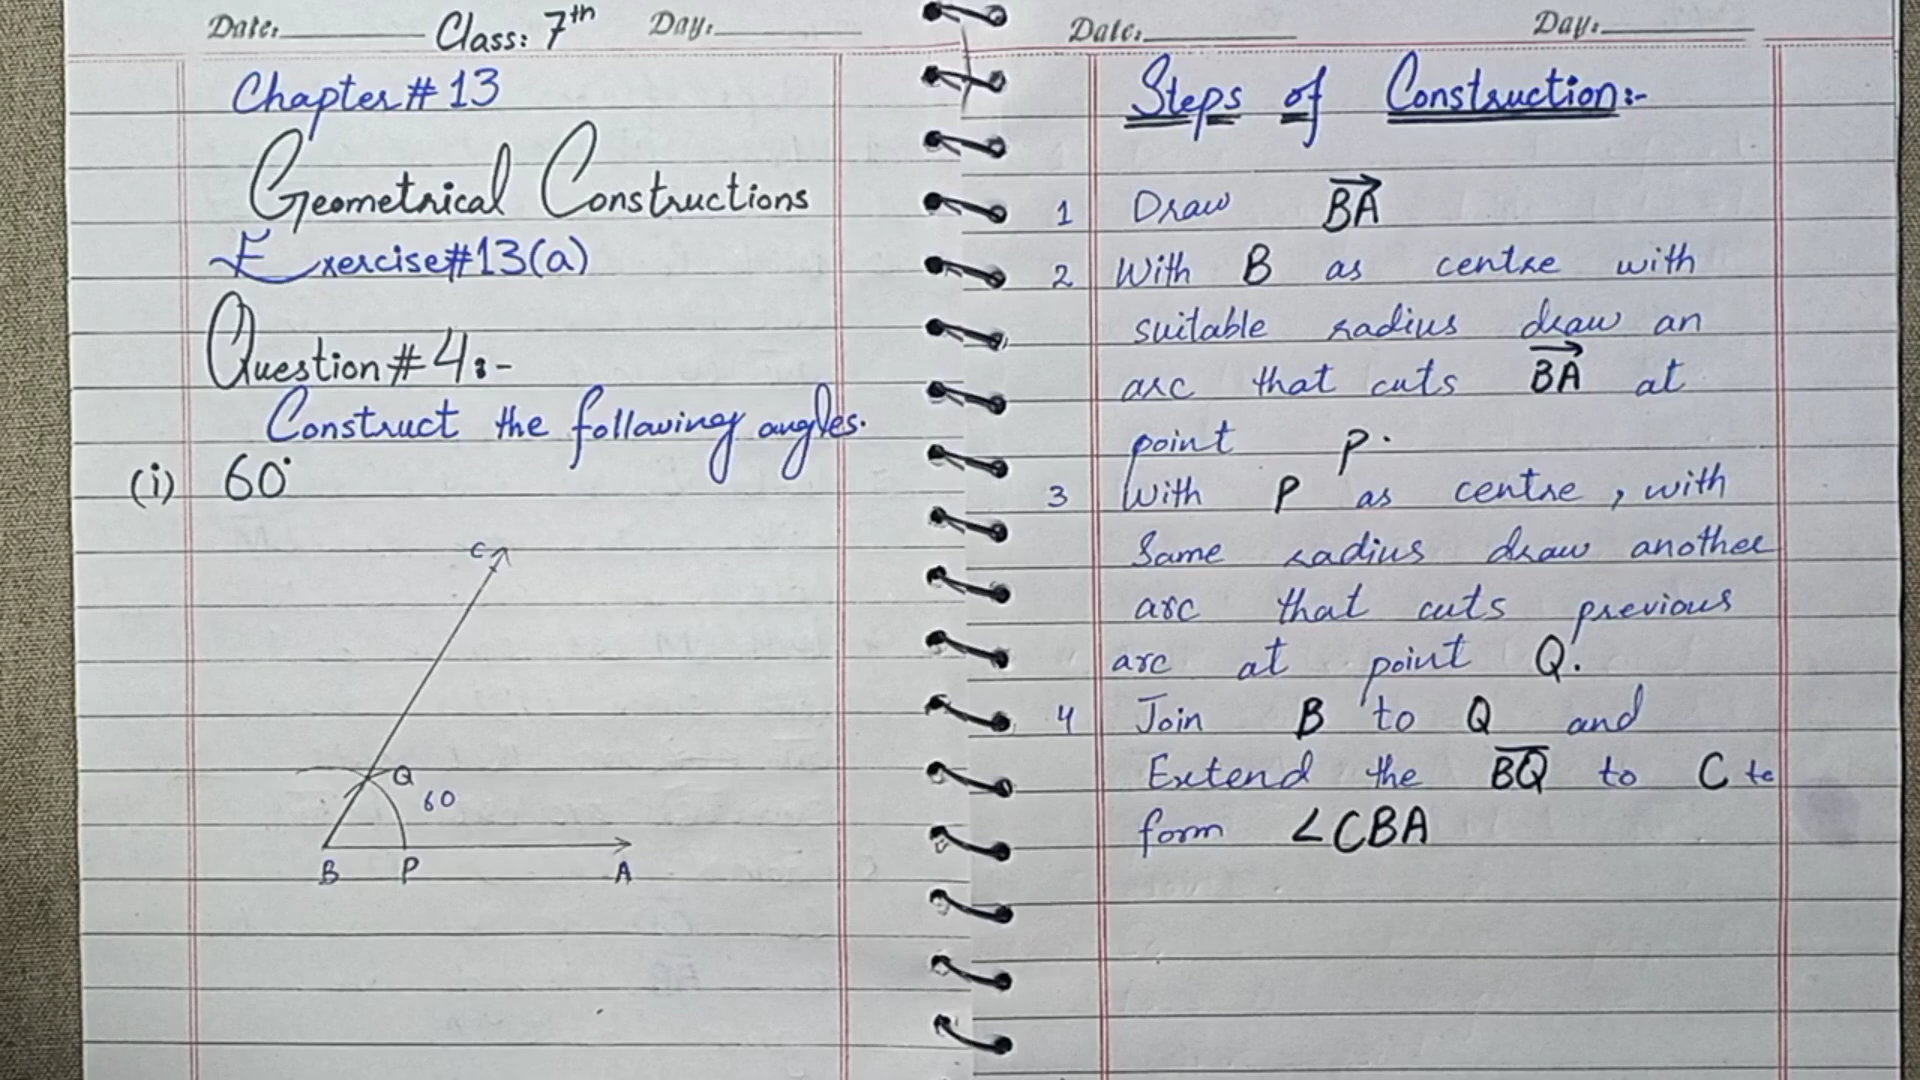 Date: Class: 7th Day:
Chapter # 13
Geometrical Constructions
Exercise#13(a)
Question # 4:-
Construct the following angles.
(i) 60°
C
Q
60
B P A
Date: Day:
Steps of Construction:-
1 Draw BA
2 With B as centre with
suitable radius draw an
arc that cuts BA at
point P.
3 With P as centre, with
Same radius draw another
arc that cuts previous
arc at point Q.
4 Join B to Q and
Extend the BQ to C to
form ∠CBA